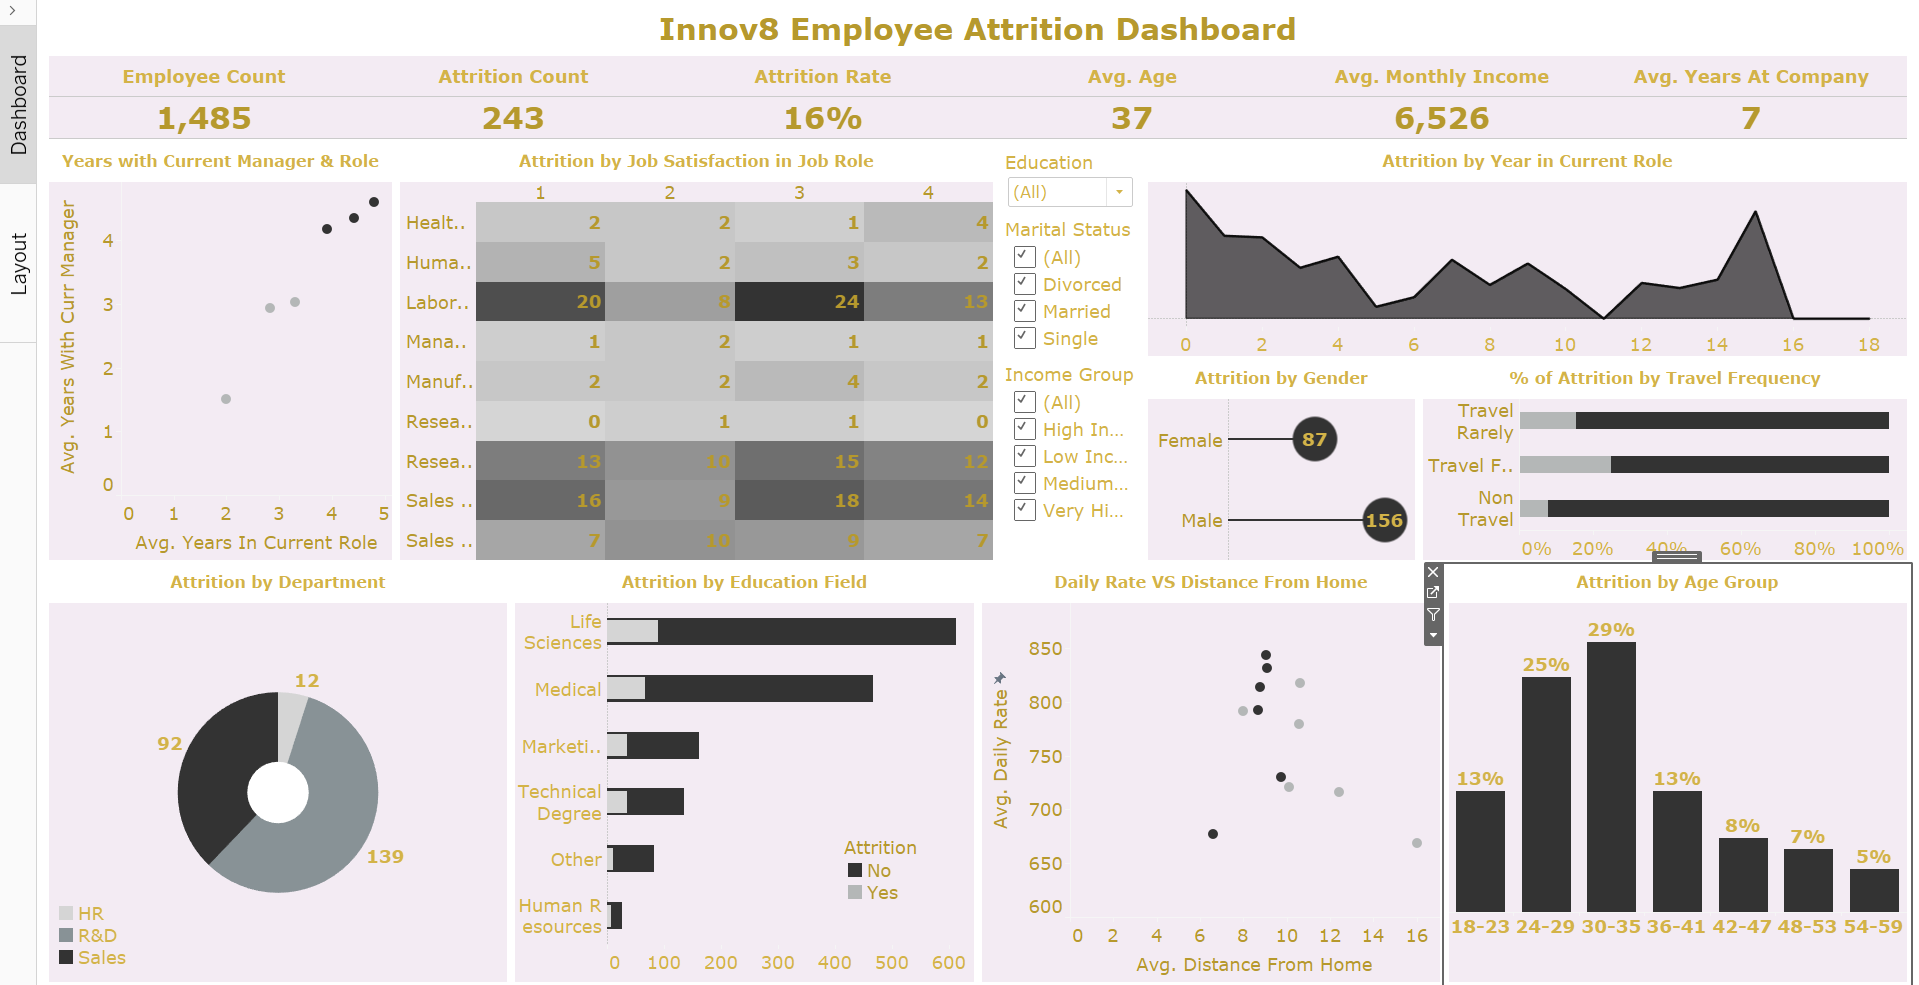 Innov8 Employee Attrition Dashboard
Dashboard
Layout
Employee Count Attrition Count Attrition Rate Avg. Age Avg. Monthly Income Avg. Years At Company
1,485 243 16% 37 6,526 7
Years with Current Manager & Role
Avg. Years With Curr Manager
4
3
2
1
0
0 1 2 3 4 5
Avg. Years In Current Role
Attrition by Job Satisfaction in Job Role
1 2 3 4
Healt.. 2 2 1 4
Huma.. 5 2 3 2
Labor.. 20 8 24 13
Mana.. 1 2 1 1
Manuf.. 2 2 4 2
Resea.. 0 1 1 0
Resea.. 13 10 15 12
Sales .. 16 9 18 14
Sales .. 7 10 9 7
Education
(All)
Marital Status
(All)
Divorced
Married
Single
Income Group
(All)
High In...
Low Inc...
Medium...
Very Hi...
Attrition by Year in Current Role
0 2 4 6 8 10 12 14 16 18
Attrition by Gender
Female 87
Male 156
% of Attrition by Travel Frequency
Travel
Rarely
Travel F..
Non
Travel
0% 20% 40% 60% 80% 100%
Attrition by Department
12
92
139
HR
R&D
Sales
Attrition by Education Field
Life
Sciences
Medical
Marketi..
Technical
Degree
Other
Human R
esources
0 100 200 300 400 500 600
Attrition
No
Yes
Daily Rate VS Distance From Home
Avg. Daily Rate
850
800
750
700
650
600
0 2 4 6 8 10 12 14 16
Avg. Distance From Home
Attrition by Age Group
13% 25% 29% 13% 8% 7% 5%
18-23 24-29 30-35 36-41 42-47 48-53 54-59